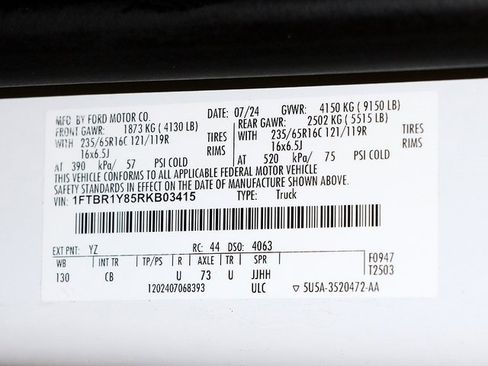 MFD. BY FORD MOTOR CO. DATE: 07/24 GVWR: 4150 KG ( 9150 LB)
FRONT GAWR: 1873 KG ( 4130 LB) REAR GAWR: 2502 KG ( 5515 LB)
WITH 235/65R16C 121/119R TIRES WITH 235/65R16C 121/119R TIRES
16x6.5J RIMS 16x6.5J RIMS
AT 390 kPa/ 57 PSI COLD AT 520 kPa/ 75 PSI COLD
THIS VEHICLE CONFORMS TO ALL APPLICABLE FEDERAL MOTOR VEHICLE
SAFETY STANDARDS IN EFFECT ON DATE OF MANUFACTURE SHOWN ABOVE.
VIN: 1FTBR1Y85RKB03415 TYPE: Truck
EXT PNT: YZ RC: 44 DSO: 4063
WB INT TR TP/PS R AXLE TR SPR F0947
130 CB U 73 U JJHH T2503
1202407068393 ULC ▽ 5U5A-3520472-AA